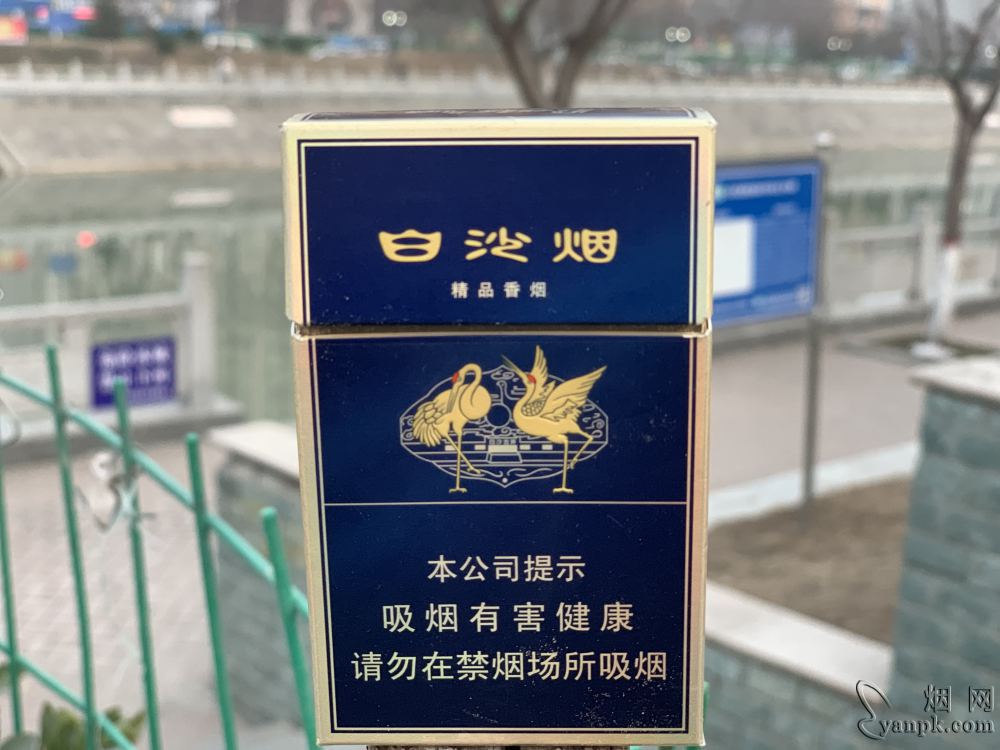 白沙烟
精品香烟
本公司提示
吸烟有害健康
请勿在禁烟场所吸烟
烟网
yanpk.com